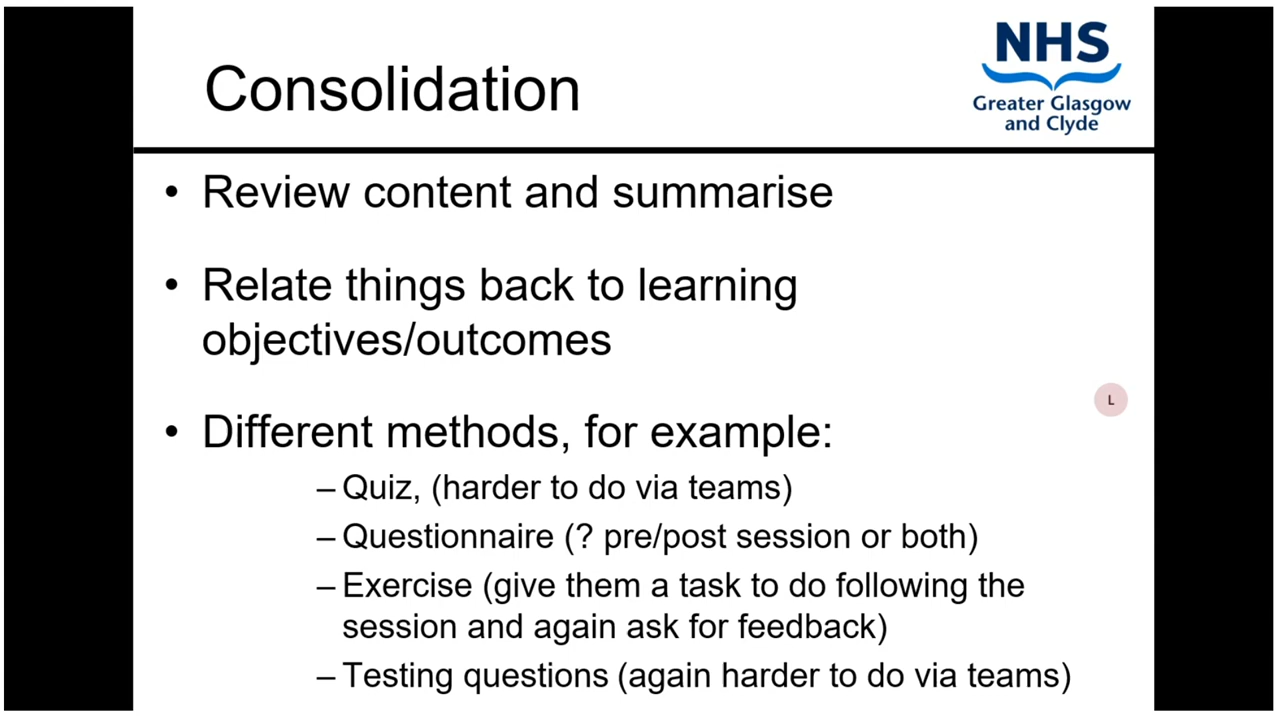 Consolidation
NHS
Greater Glasgow
and Clyde
• Review content and summarise
• Relate things back to learning
objectives/outcomes
L
• Different methods, for example:
– Quiz, (harder to do via teams)
– Questionnaire (? pre/post session or both)
– Exercise (give them a task to do following the
session and again ask for feedback)
– Testing questions (again harder to do via teams)